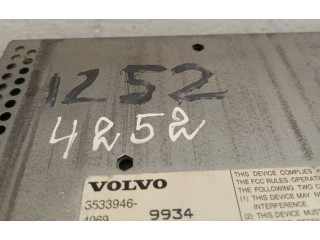 1252
4252
VOLVO
THIS DEVICE COMPLIES
THE FCC RULES. OPERAT
THE FOLLOWING TWO C
3533946-
(1) THIS DEVICE MAY N
INTERFERENCE.
4069 9934
(2) THIS DEVICE MUST